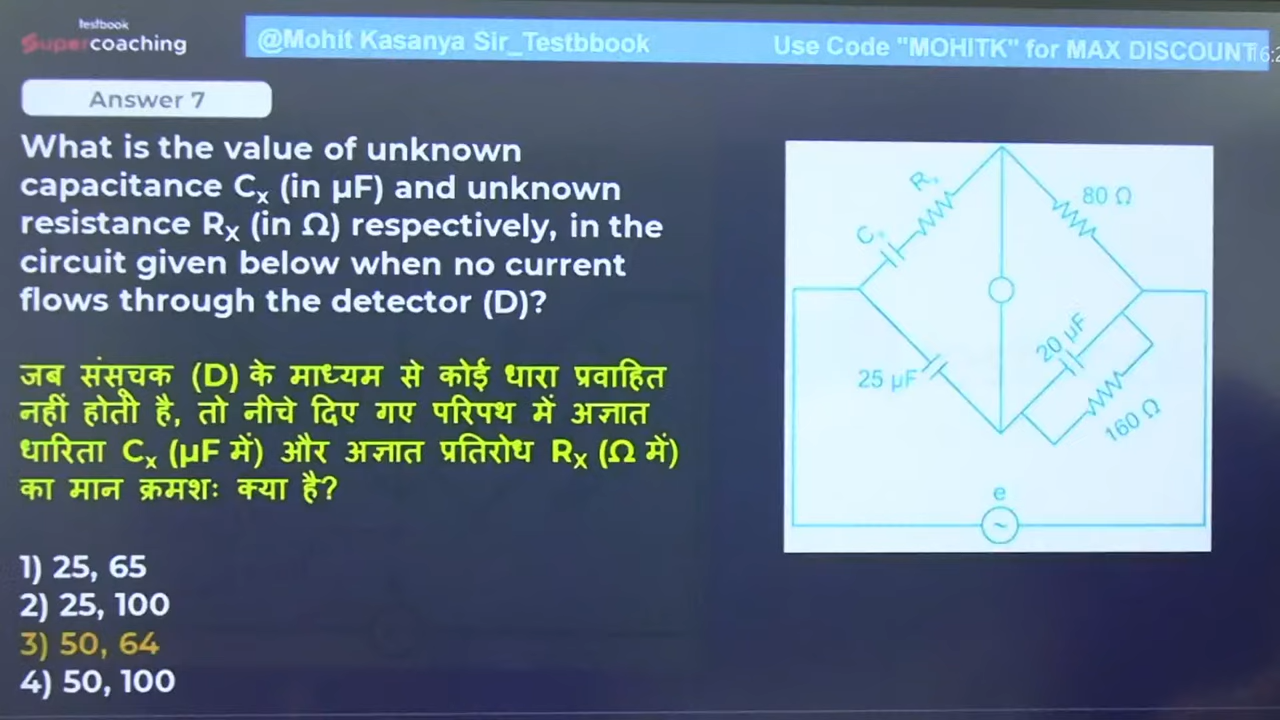 testbook
Supercoaching
@Mohit Kasanya Sir_Testbbook
Use Code "MOHITK" for MAX DISCOUNT
Answer 7
What is the value of unknown
capacitance Cx (in μF) and unknown
resistance Rx (in Ω) respectively, in the
circuit given below when no current
flows through the detector (D)?
जब संसूचक (D) के माध्यम से कोई धारा प्रवाहित
नहीं होती है, तो नीचे दिए गए परिपथ में अज्ञात
धारिता Cx (μF में) और अज्ञात प्रतिरोध Rx (Ω में)
का मान क्रमशः क्या है?
1) 25, 65
2) 25, 100
3) 50, 64
4) 50, 100
Rx
80 Ω
Cx
20 μF
25 μF
160 Ω
e